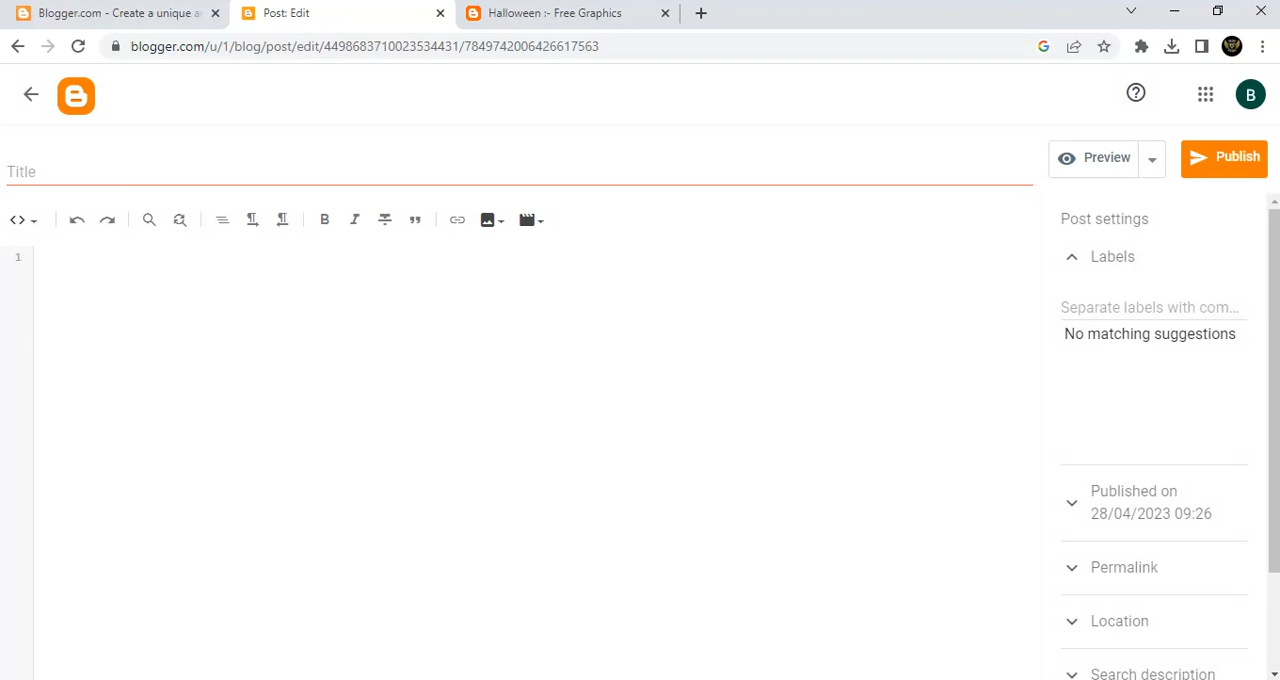 Blogger.com - Create a unique a
Post: Edit
Halloween :- Free Graphics
blogger.com/u/1/blog/post/edit/4498683710023534431/7849742006426617563
B
Title
Preview
Publish
B
1
Post settings
Labels
Separate labels with com...
No matching suggestions
Published on
28/04/2023 09:26
Permalink
Location
Search description